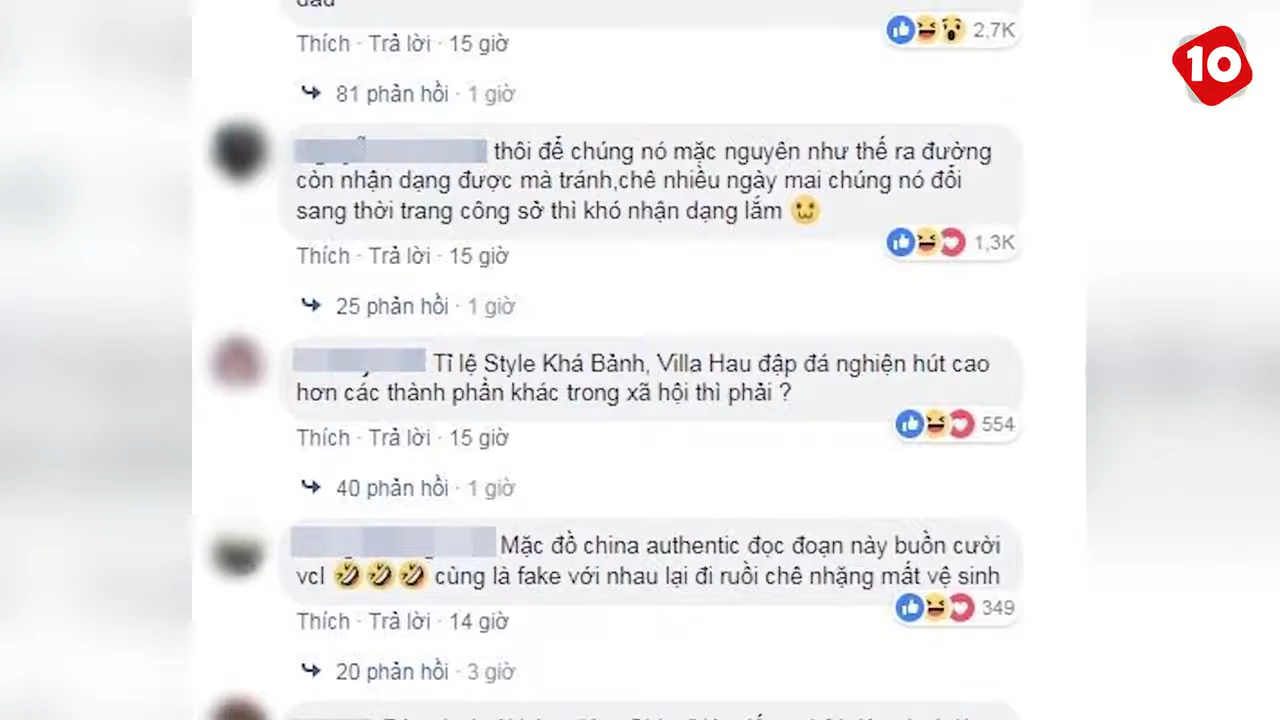 2,7K
Thích · Trả lời · 15 giờ
81 phản hồi · 1 giờ
10
thôi để chúng nó mặc nguyên như thế ra đường
còn nhận dạng được mà tránh,chê nhiều ngày mai chúng nó đổi
sang thời trang công sở thì khó nhận dạng lắm
1,3K
Thích · Trả lời · 15 giờ
25 phản hồi · 1 giờ
Tỉ lệ Style Khá Bảnh, Villa Hau đập đá nghiện hút cao
hơn các thành phần khác trong xã hội thì phải ?
554
Thích · Trả lời · 15 giờ
40 phản hồi · 1 giờ
Mặc đồ china authentic đọc đoạn này buồn cười
vcl 🤣🤣🤣 cùng là fake với nhau lại đi ruồi chê nhặng mất vệ sinh
349
Thích · Trả lời · 14 giờ
20 phản hồi · 3 giờ